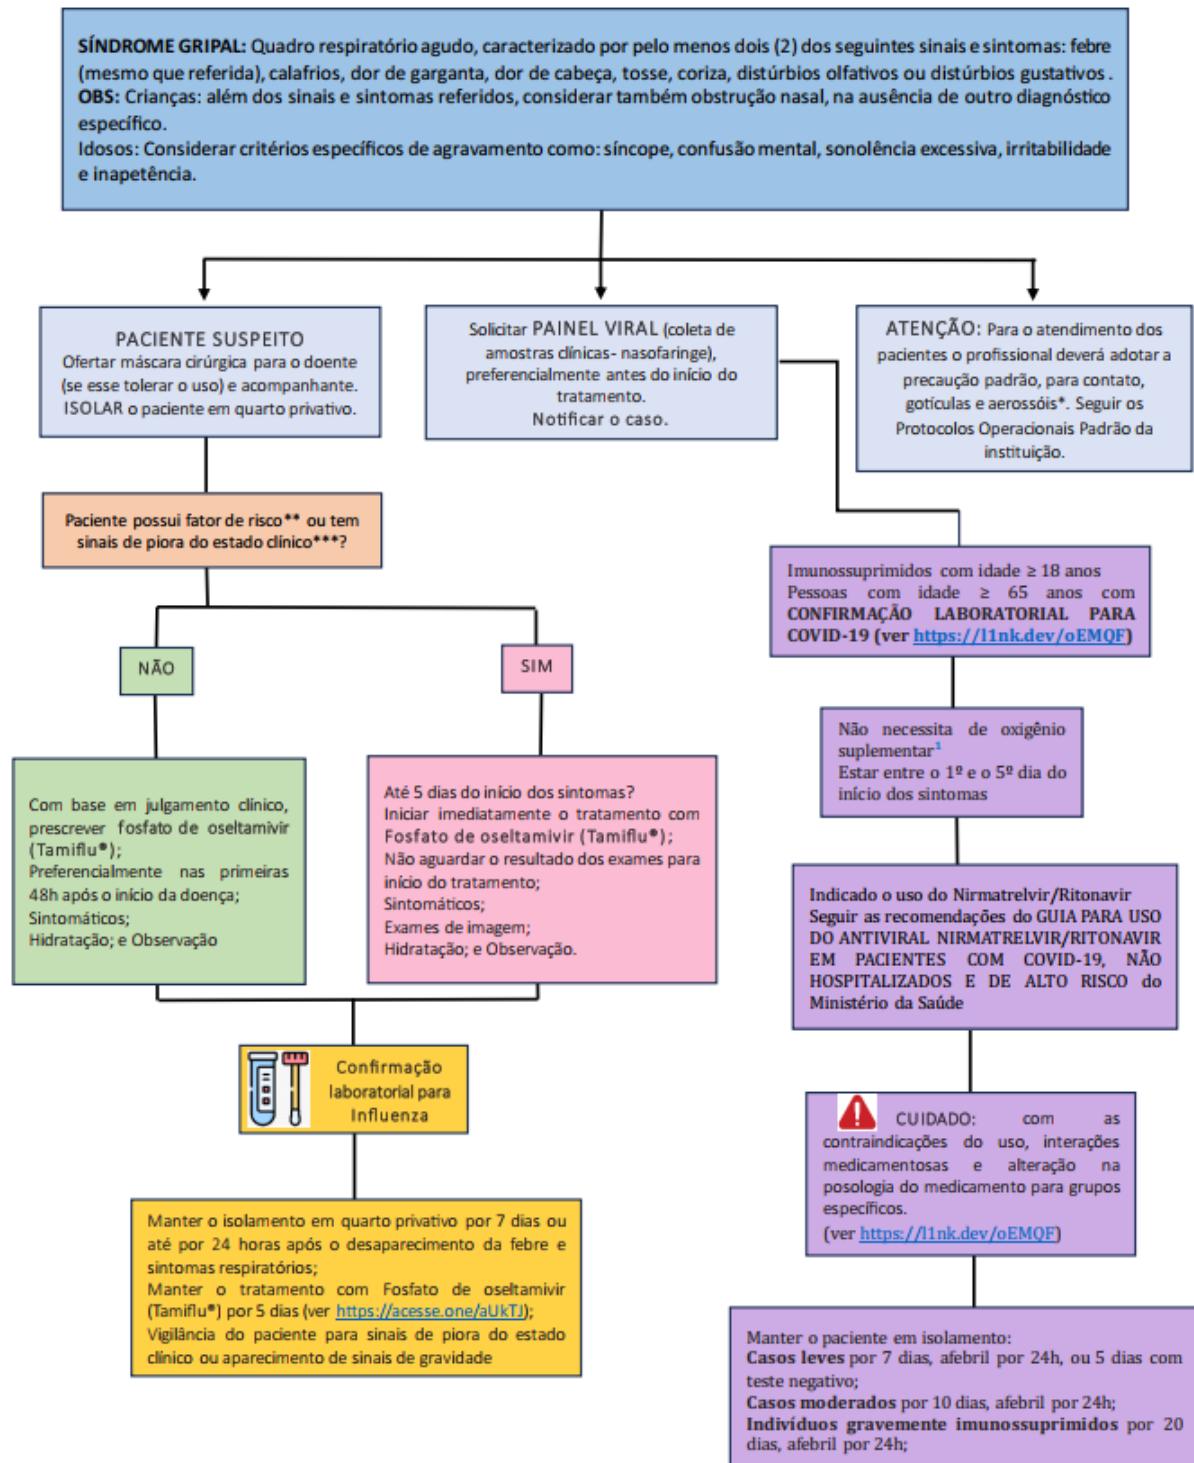 SÍNDROME GRIPAL: Quadro respiratório agudo, caracterizado por pelo menos dois (2) dos seguintes sinais e sintomas: febre
(mesmo que referida), calafrios, dor de garganta, dor de cabeça, tosse, coriza, distúrbios olfativos ou distúrbios gustativos .
OBS: Crianças: além dos sinais e sintomas referidos, considerar também obstrução nasal, na ausência de outro diagnóstico
específico.
Idosos: Considerar critérios específicos de agravamento como: síncope, confusão mental, sonolência excessiva, irritabilidade
e inapetência.
PACIENTE SUSPEITO
Ofertar máscara cirúrgica para o doente
(se esse tolerar o uso) e acompanhante.
ISOLAR o paciente em quarto privativo.
Solicitar PAINEL VIRAL (coleta de
amostras clínicas- nasofaringe),
preferencialmente antes do início do
tratamento.
Notificar o caso.
ATENÇÃO: Para o atendimento dos
pacientes o profissional deverá adotar a
precaução padrão, para contato,
gotículas e aerossóis*. Seguir os
Protocolos Operacionais Padrão da
instituição.
Paciente possui fator de risco** ou tem
sinais de piora do estado clínico***?
NÃO
SIM
Com base em julgamento clínico,
prescrever fosfato de oseltamivir
(Tamiflu®);
Preferencialmente nas primeiras
48h após o início da doença;
Sintomáticos;
Hidratação; e Observação
Até 5 dias do início dos sintomas?
Iniciar imediatamente o tratamento com
Fosfato de oseltamivir (Tamiflu®);
Não aguardar o resultado dos exames para
início do tratamento;
Sintomáticos;
Exames de imagem;
Hidratação; e Observação.
Confirmação
laboratorial para
Influenza
Manter o isolamento em quarto privativo por 7 dias ou
até por 24 horas após o desaparecimento da febre e
sintomas respiratórios;
Manter o tratamento com Fosfato de oseltamivir
(Tamiflu®) por 5 dias (ver https://acesse.one/aUkTJ);
Vigilância do paciente para sinais de piora do estado
clínico ou aparecimento de sinais de gravidade
Imunossuprimidos com idade ≥ 18 anos
Pessoas com idade ≥ 65 anos com
CONFIRMAÇÃO LABORATORIAL PARA
COVID-19 (ver https://l1nk.dev/oEMQF)
Não necessita de oxigênio
suplementar¹
Estar entre o 1º e o 5º dia do
início dos sintomas
Indicado o uso do Nirmatrelvir/Ritonavir
Seguir as recomendações do GUIA PARA USO
DO ANTIVIRAL NIRMATRELVIR/RITONAVIR
EM PACIENTES COM COVID-19, NÃO
HOSPITALIZADOS E DE ALTO RISCO do
Ministério da Saúde
CUIDADO: com as
contraindicações do uso, interações
medicamentosas e alteração na
posologia do medicamento para grupos
específicos.
(ver https://l1nk.dev/oEMQF)
Manter o paciente em isolamento:
Casos leves por 7 dias, afebril por 24h, ou 5 dias com
teste negativo;
Casos moderados por 10 dias, afebril por 24h;
Indivíduos gravemente imunossuprimidos por 20
dias, afebril por 24h;